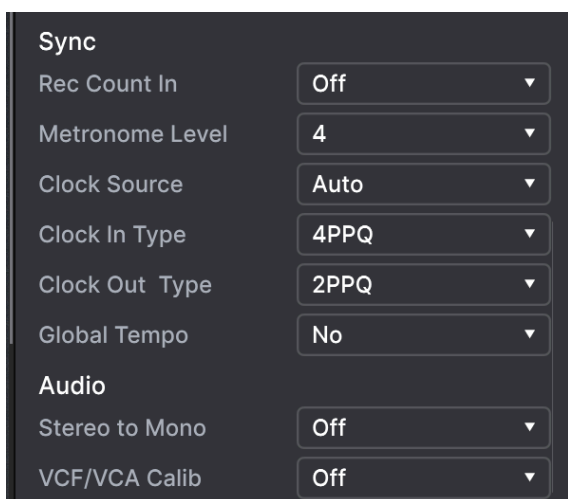 Sync
Rec Count In Off
Metronome Level 4
Clock Source Auto
Clock In Type 4PPQ
Clock Out  Type 2PPQ
Global Tempo No
Audio
Stereo to Mono Off
VCF/VCA Calib Off